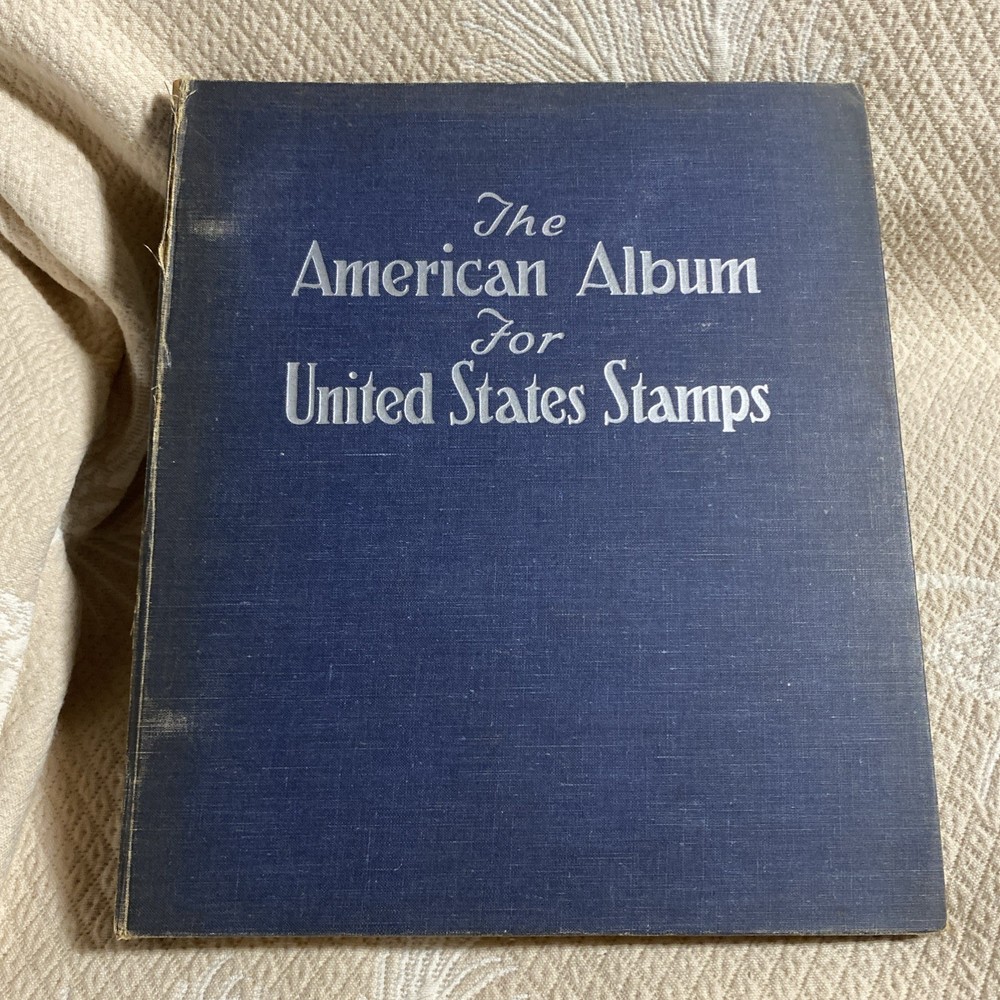 The
American Album
For
United States Stamps